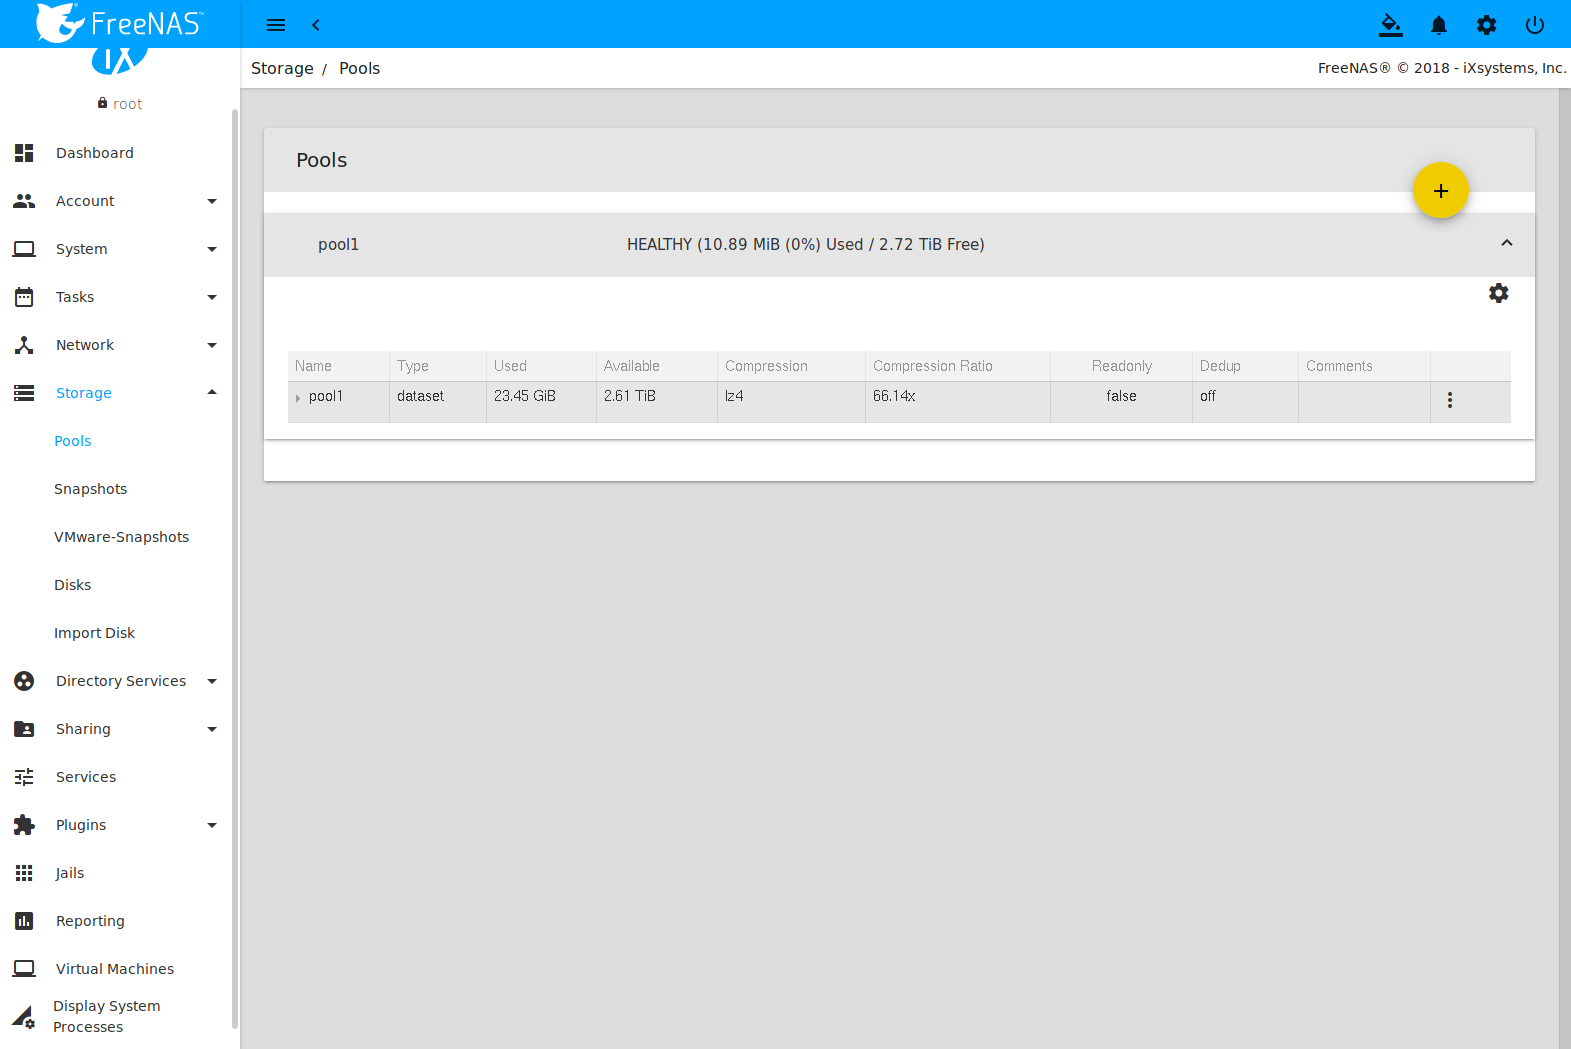 FreeNAS™
iX
root
Dashboard
Account
System
Tasks
Network
Storage
Pools
Snapshots
VMware-Snapshots
Disks
Import Disk
Directory Services
Sharing
Services
Plugins
Jails
Reporting
Virtual Machines
Display System
Processes
Storage / Pools
FreeNAS® © 2018 - iXsystems, Inc.
Pools
pool1 HEALTHY (10.89 MiB (0%) Used / 2.72 TiB Free)
Name Type Used Available Compression Compression Ratio Readonly Dedup Comments
pool1 dataset 23.45 GiB 2.61 TiB lz4 66.14x false off